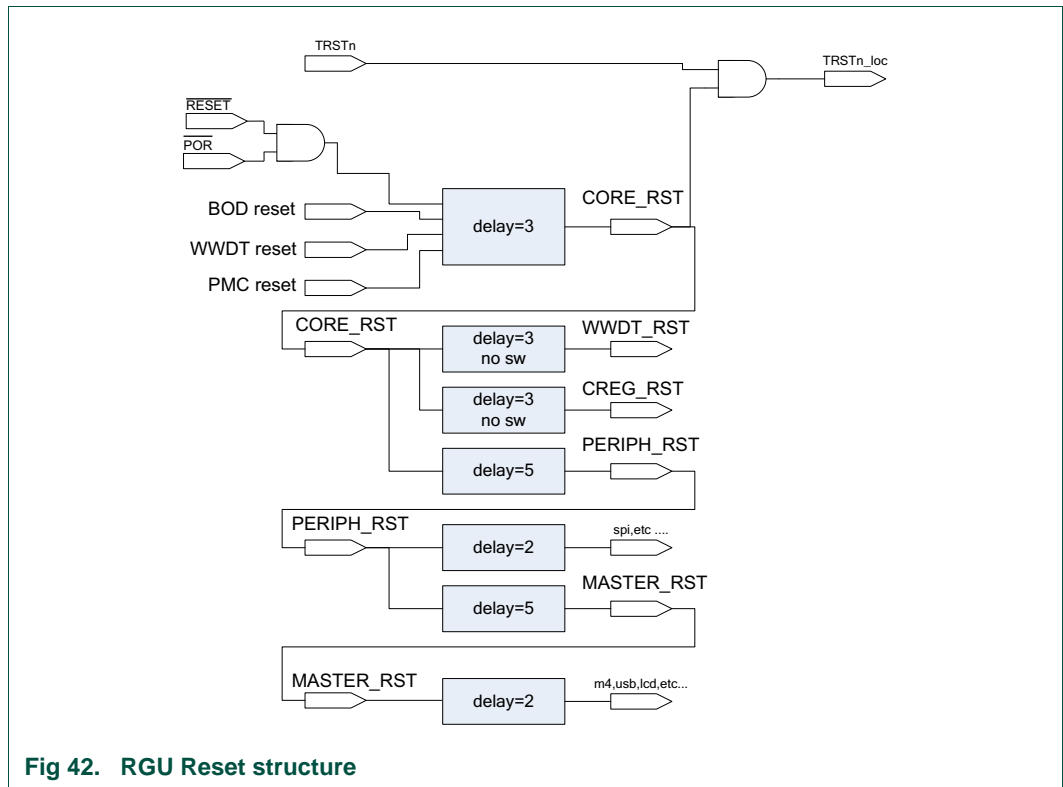 TRSTn
TRSTn_loc
RESET
POR
BOD reset
WWDT reset
PMC reset
delay=3
CORE_RST
CORE_RST
delay=3
no sw
WWDT_RST
delay=3
no sw
CREG_RST
delay=5
PERIPH_RST
PERIPH_RST
delay=2
spi,etc ....
delay=5
MASTER_RST
MASTER_RST
delay=2
m4,usb,lcd,etc...
Fig 42. RGU Reset structure